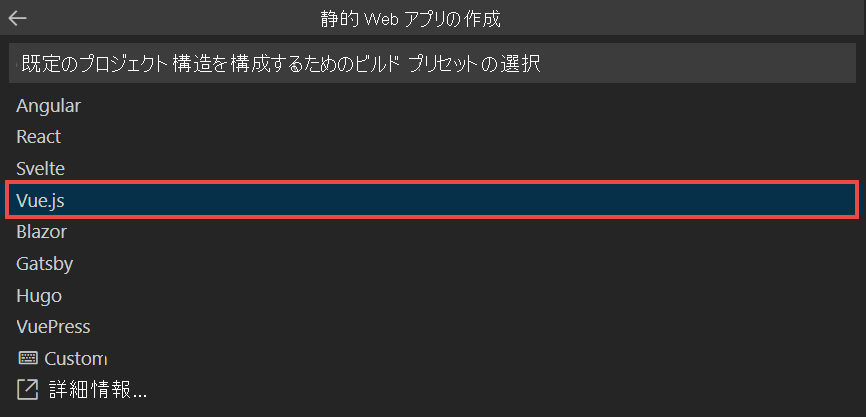 静的 Web アプリの作成
既定のプロジェクト構造を構成するためのビルド プリセットの選択
Angular
React
Svelte
Vue.js
Blazor
Gatsby
Hugo
VuePress
Custom
詳細情報...